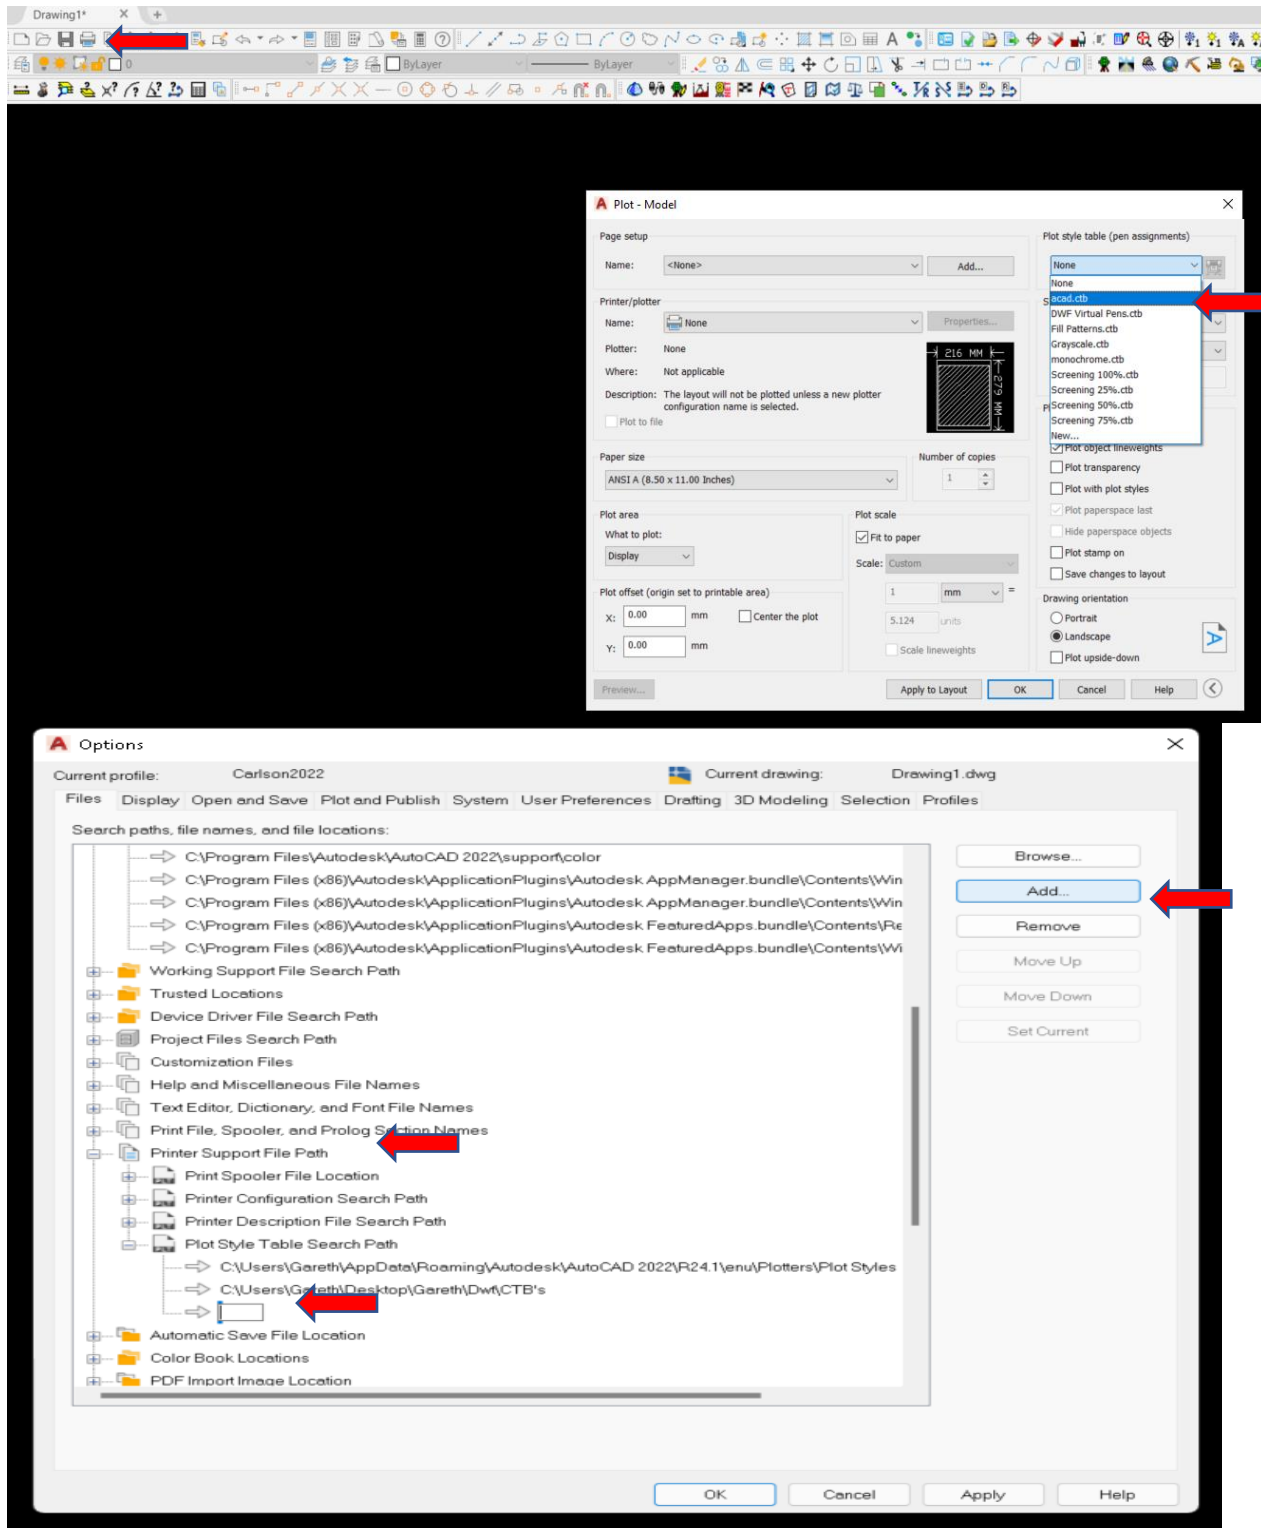 Drawing1*
0
ByLayer
ByLayer
Plot - Model
Page setup
Name:
<None>
Add...
Printer/plotter
Name:
None
Properties...
Plotter:
None
Where:
Not applicable
Description:
The layout will not be plotted unless a new plotter
configuration name is selected.
Plot to file
216 MM
279 MM
Paper size
ANSI A (8.50 x 11.00 Inches)
Number of copies
1
Plot area
What to plot:
Display
Plot offset (origin set to printable area)
X:
0.00
mm
Center the plot
Y:
0.00
mm
Plot scale
Fit to paper
Scale:
Custom
1
mm
=
5.124
units
Scale lineweights
Plot style table (pen assignments)
None
None
acad.ctb
DWF Virtual Pens.ctb
Fill Patterns.ctb
Grayscale.ctb
monochrome.ctb
Screening 100%.ctb
Screening 25%.ctb
Screening 50%.ctb
Screening 75%.ctb
New...
Plot object lineweights
Plot transparency
Plot with plot styles
Plot paperspace last
Hide paperspace objects
Plot stamp on
Save changes to layout
Drawing orientation
Portrait
Landscape
Plot upside-down
Preview...
Apply to Layout
OK
Cancel
Help
Options
Current profile:
Carlson2022
Current drawing:
Drawing1.dwg
Files Display Open and Save Plot and Publish System User Preferences Drafting 3D Modeling Selection Profiles
Search paths, file names, and file locations:
C:\Program Files\Autodesk\AutoCAD 2022\support\color
C:\Program Files (x86)\Autodesk\ApplicationPlugins\Autodesk AppManager.bundle\Contents\Win
C:\Program Files (x86)\Autodesk\ApplicationPlugins\Autodesk AppManager.bundle\Contents\Win
C:\Program Files (x86)\Autodesk\ApplicationPlugins\Autodesk FeaturedApps.bundle\Contents\Re
C:\Program Files (x86)\Autodesk\ApplicationPlugins\Autodesk FeaturedApps.bundle\Contents\Wi
Working Support File Search Path
Trusted Locations
Device Driver File Search Path
Project Files Search Path
Customization Files
Help and Miscellaneous File Names
Text Editor, Dictionary, and Font File Names
Print File, Spooler, and Prolog Section Names
Printer Support File Path
Print Spooler File Location
Printer Configuration Search Path
Printer Description File Search Path
Plot Style Table Search Path
C:\Users\Gareth\AppData\Roaming\Autodesk\AutoCAD 2022\R24.1\enu\Plotters\Plot Styles
C:\Users\Gareth\Desktop\Gareth\Dwf\CTB's
Automatic Save File Location
Color Book Locations
PDF Import Image Location
Browse...
Add...
Remove
Move Up
Move Down
Set Current
OK
Cancel
Apply
Help